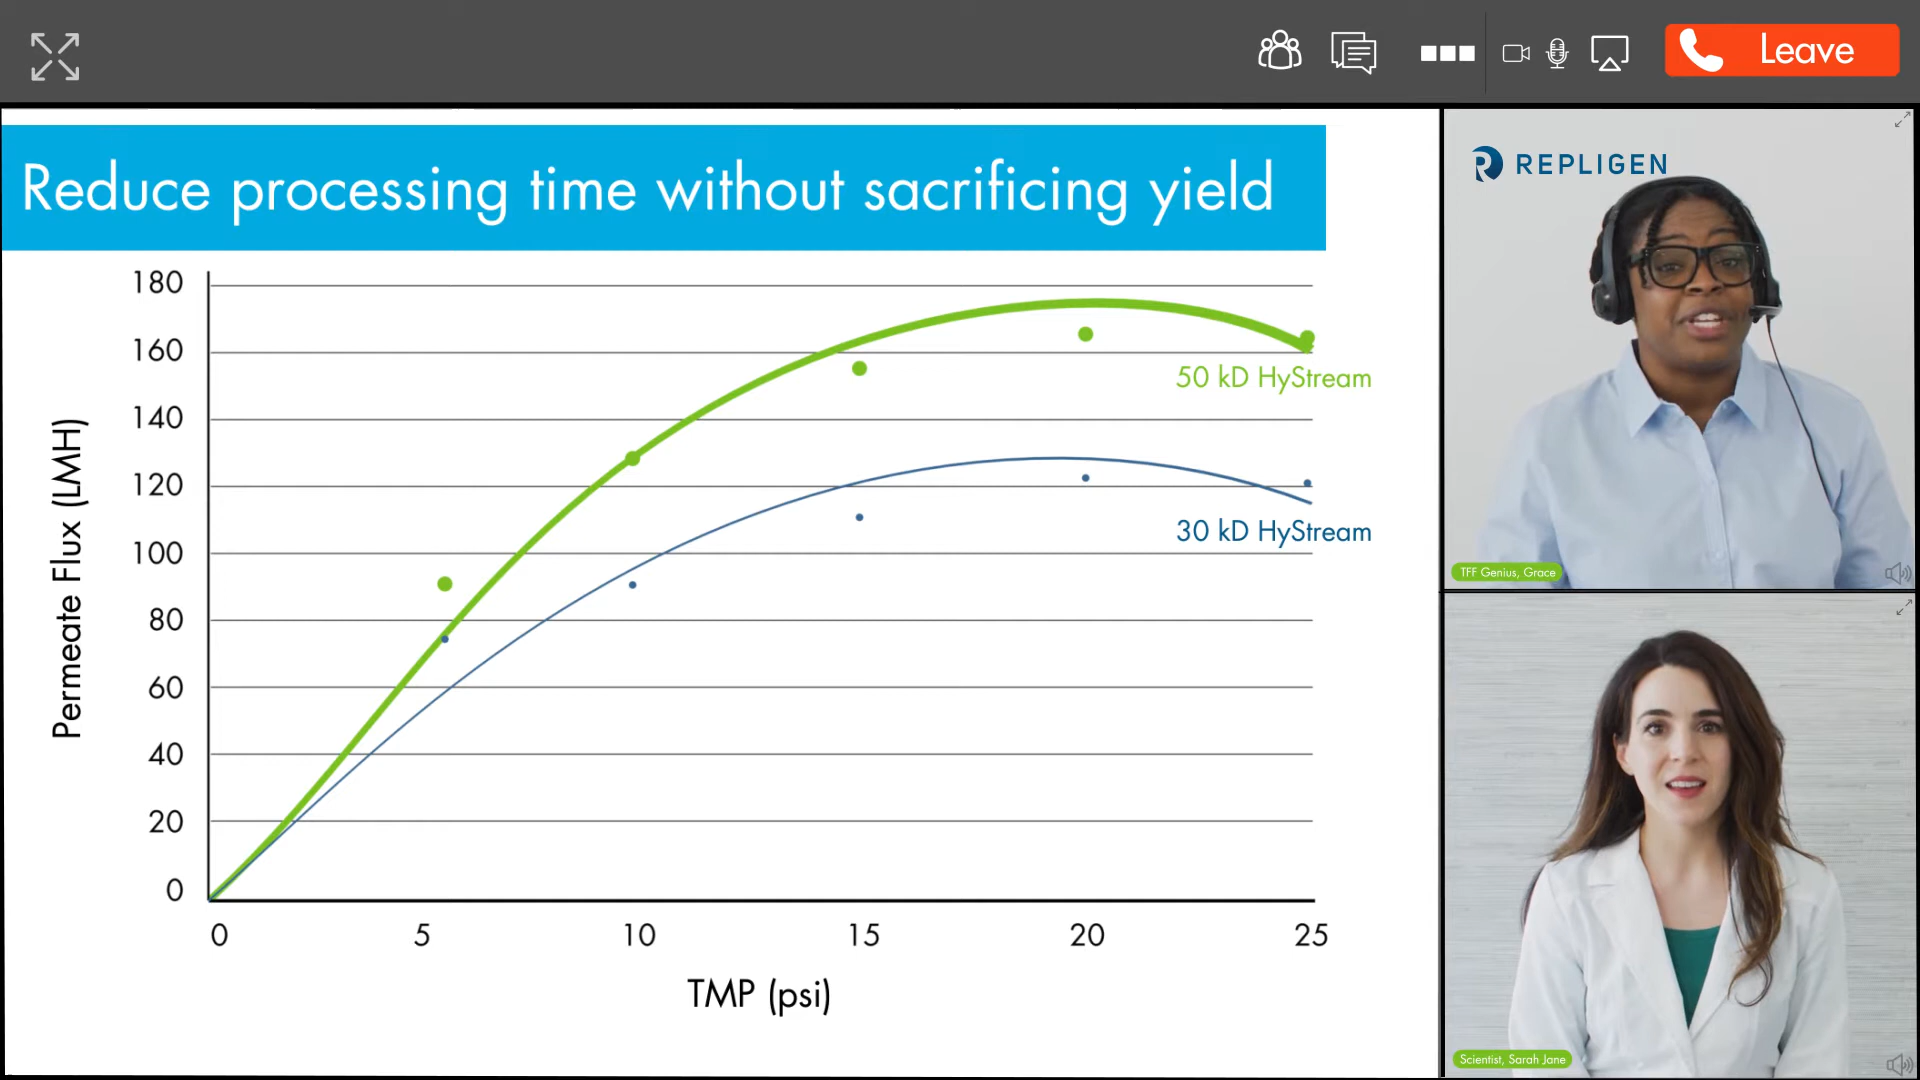 Leave
Reduce processing time without sacrificing yield
REPLIGEN
180
160
140
120
100
80
60
40
20
0
Permeate Flux (LMH)
50 kD HyStream
30 kD HyStream
0 5 10 15 20 25
TMP (psi)
TFF Genius, Grace
Scientist, Sarah Jane